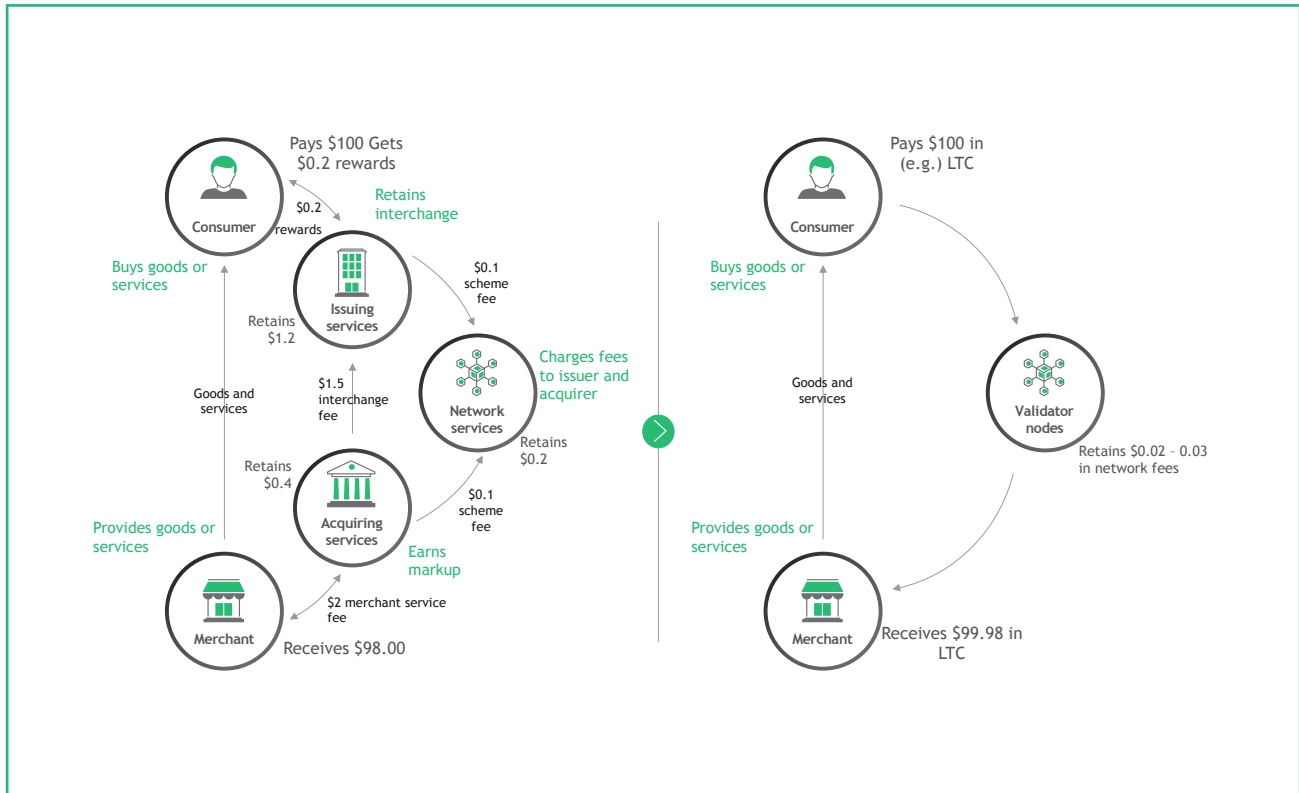 Pays $100 Gets
$0.2 rewards
Consumer
$0.2
rewards
Retains
interchange
Buys goods or
services
Issuing
services
Retains
$1.2
$0.1
scheme
fee
Network
services
Charges fees
to issuer and
acquirer
Retains
$0.2
Goods and
services
$1.5
interchange
fee
Retains
$0.4
Acquiring
services
$0.1
scheme
fee
Earns
markup
Provides goods or
services
$2 merchant service
fee
Merchant
Receives $98.00
Pays $100 in
(e.g.) LTC
Consumer
Buys goods or
services
Goods and
services
Validator
nodes
Retains $0.02 - 0.03
in network fees
Provides goods or
services
Merchant
Receives $99.98 in
LTC